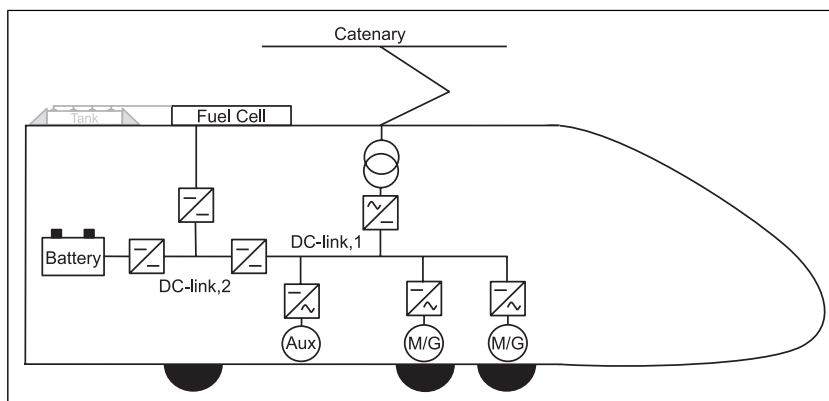 Catenary
Tank
Fuel Cell
DC-link,1
Battery
DC-link,2
Aux
M/G
M/G